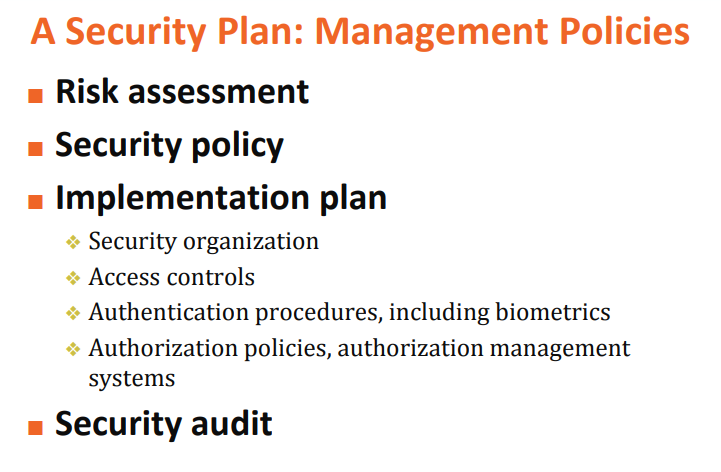 A Security Plan: Management Policies
■ Risk assessment
■ Security policy
■ Implementation plan
❖ Security organization
❖ Access controls
❖ Authentication procedures, including biometrics
❖ Authorization policies, authorization management
systems
■ Security audit